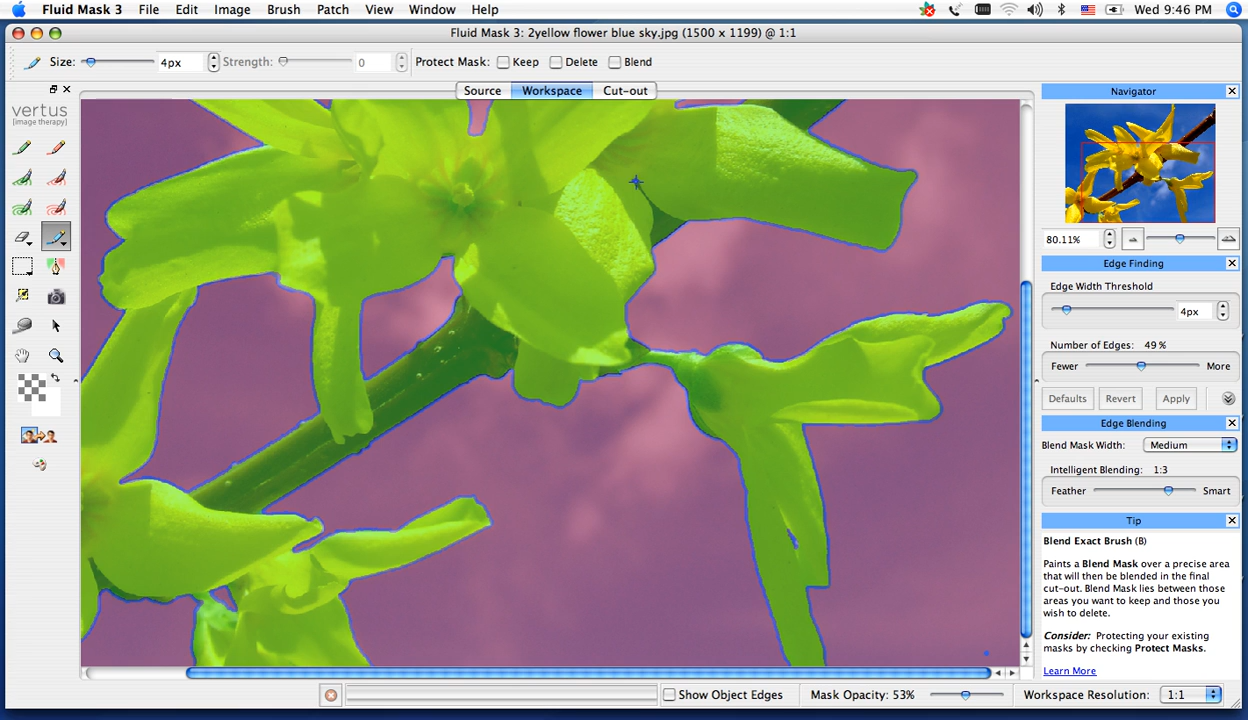 Fluid Mask 3 File Edit Image Brush Patch View Window Help
Wed 9:46 PM
Fluid Mask 3: 2yellow flower blue sky.jpg (1500 x 1199) @ 1:1
Size: 4px Strength: 0 Protect Mask: Keep Delete Blend
Source Workspace Cut-out
vertus
[image therapy]
Navigator
80.11%
Edge Finding
Edge Width Threshold
4px
Number of Edges: 49 %
Fewer More
Defaults Revert Apply
Edge Blending
Blend Mask Width: Medium
Intelligent Blending: 1:3
Feather Smart
Tip
Blend Exact Brush (B)
Paints a Blend Mask over a precise area
that will then be blended in the final
cut-out. Blend Mask lies between those
areas you want to keep and those you
wish to delete.
Consider: Protecting your existing
masks by checking Protect Masks.
Learn More
Show Object Edges Mask Opacity: 53% Workspace Resolution: 1:1